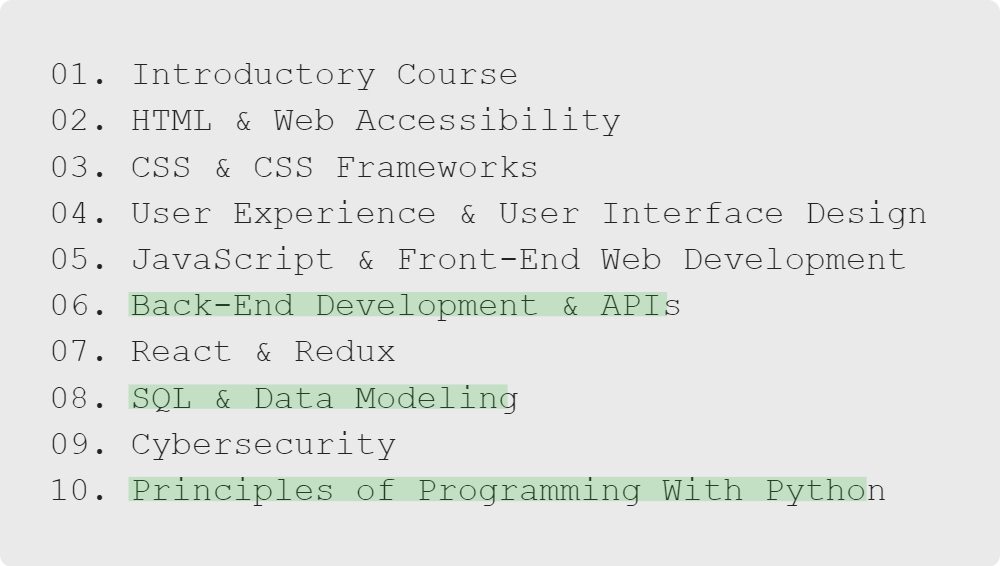 01. Introductory Course
02. HTML & Web Accessibility
03. CSS & CSS Frameworks
04. User Experience & User Interface Design
05. JavaScript & Front-End Web Development
06. Back-End Development & APIs
07. React & Redux
08. SQL & Data Modeling
09. Cybersecurity
10. Principles of Programming With Python